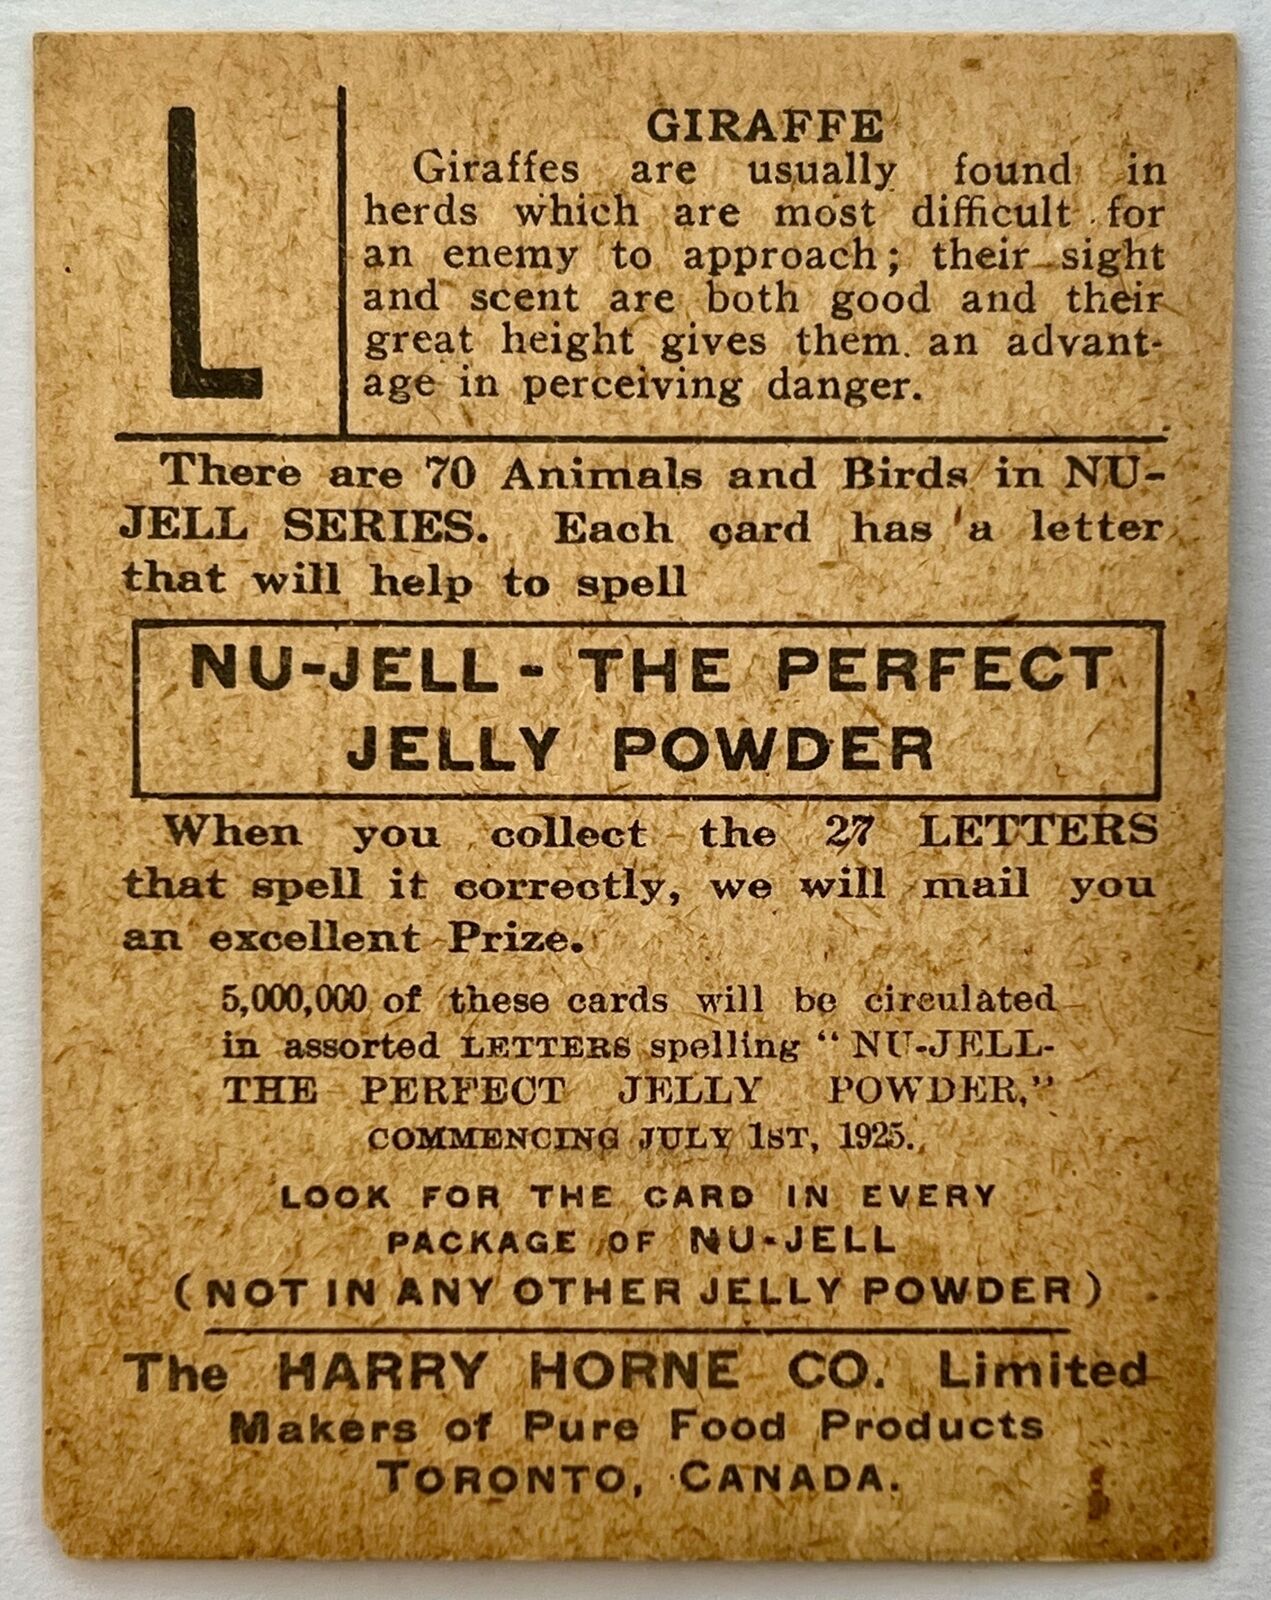 L
GIRAFFE
Giraffes are usually found in
herds which are most difficult for
an enemy to approach; their sight
and scent are both good and their
great height gives them an advant-
age in perceiving danger.
There are 70 Animals and Birds in NU-
JELL SERIES. Each card has a letter
that will help to spell
NU-JELL - THE PERFECT
JELLY POWDER
When you collect the 27 LETTERS
that spell it correctly, we will mail you
an excellent Prize.
5,000,000 of these cards will be circulated
in assorted LETTERS spelling "NU-JELL-
THE PERFECT JELLY POWDER,"
COMMENCING JULY 1ST, 1925.
LOOK FOR THE CARD IN EVERY
PACKAGE OF NU-JELL
(NOT IN ANY OTHER JELLY POWDER)
The HARRY HORNE CO. Limited
Makers of Pure Food Products
TORONTO, CANADA.